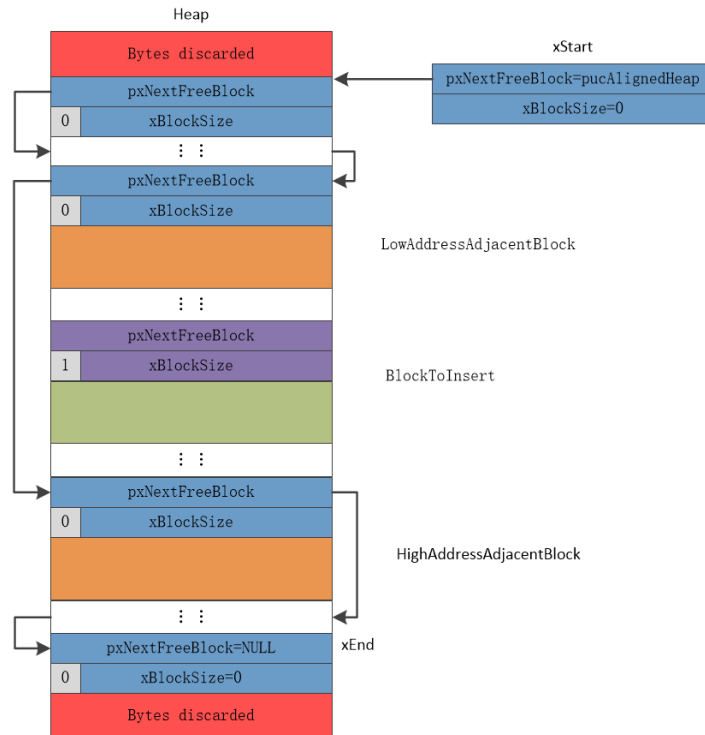 Heap
Bytes discarded
xStart
pxNextFreeBlock=pucAlignedHeap
xBlockSize=0
pxNextFreeBlock
0 xBlockSize
⋮ ⋮
pxNextFreeBlock
0 xBlockSize
LowAddressAdjacentBlock
⋮ ⋮
pxNextFreeBlock
1 xBlockSize
BlockToInsert
⋮ ⋮
pxNextFreeBlock
0 xBlockSize
HighAddressAdjacentBlock
⋮ ⋮
pxNextFreeBlock=NULL
xEnd
0 xBlockSize=0
Bytes discarded